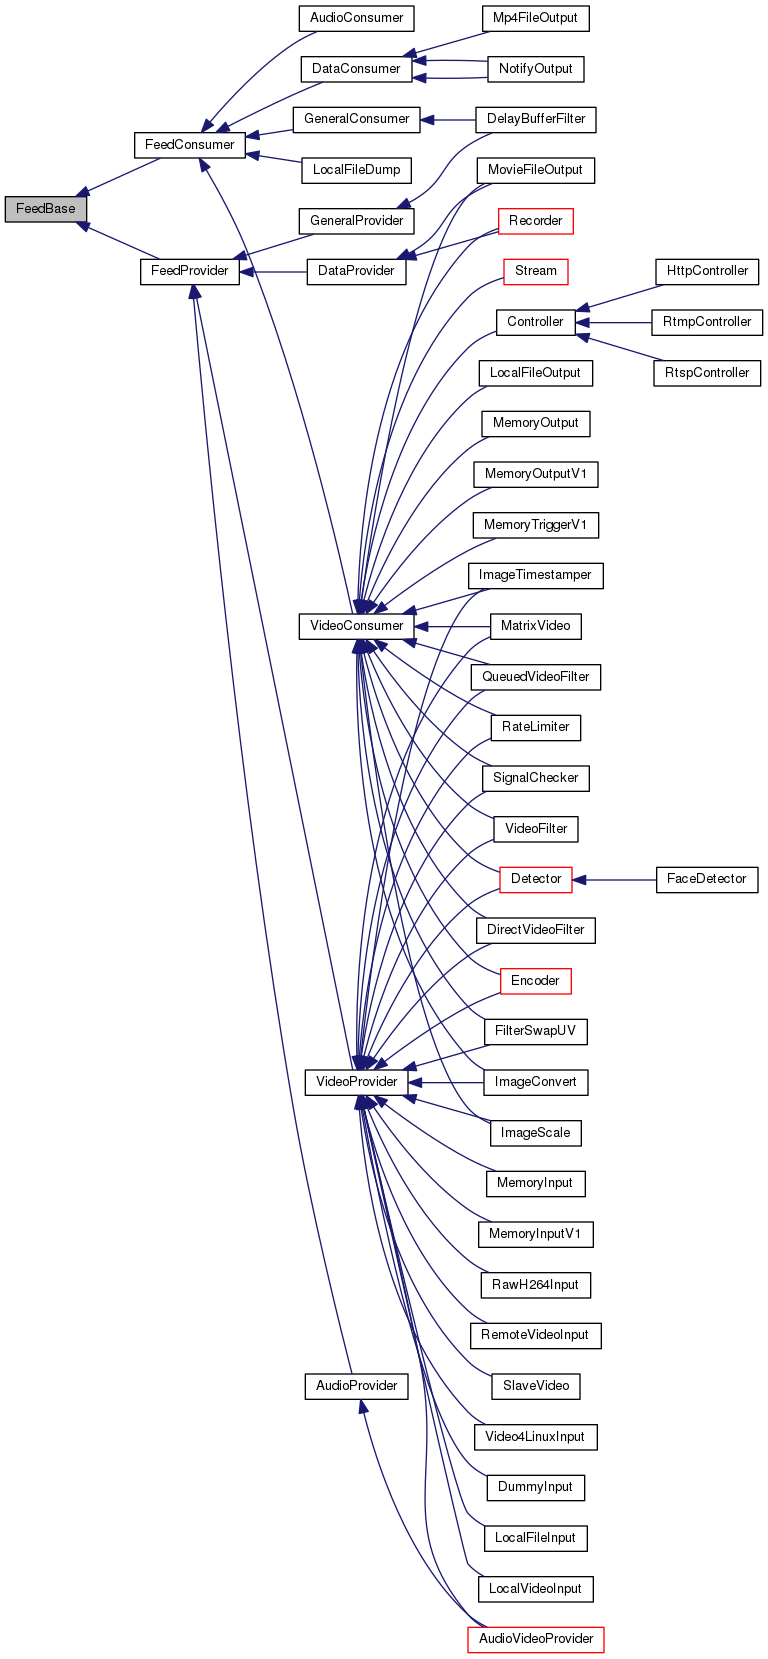 AudioConsumer
Mp4FileOutput
DataConsumer
NotifyOutput
GeneralConsumer
DelayBufferFilter
FeedConsumer
LocalFileDump
MovieFileOutput
FeedBase
GeneralProvider
Recorder
FeedProvider
DataProvider
Stream
HttpController
Controller
RtmpController
LocalFileOutput
RtspController
MemoryOutput
MemoryOutputV1
MemoryTriggerV1
ImageTimestamper
VideoConsumer
MatrixVideo
QueuedVideoFilter
RateLimiter
SignalChecker
VideoFilter
Detector
FaceDetector
DirectVideoFilter
Encoder
FilterSwapUV
VideoProvider
ImageConvert
ImageScale
MemoryInput
MemoryInputV1
RawH264Input
RemoteVideoInput
AudioProvider
SlaveVideo
Video4LinuxInput
DummyInput
LocalFileInput
LocalVideoInput
AudioVideoProvider